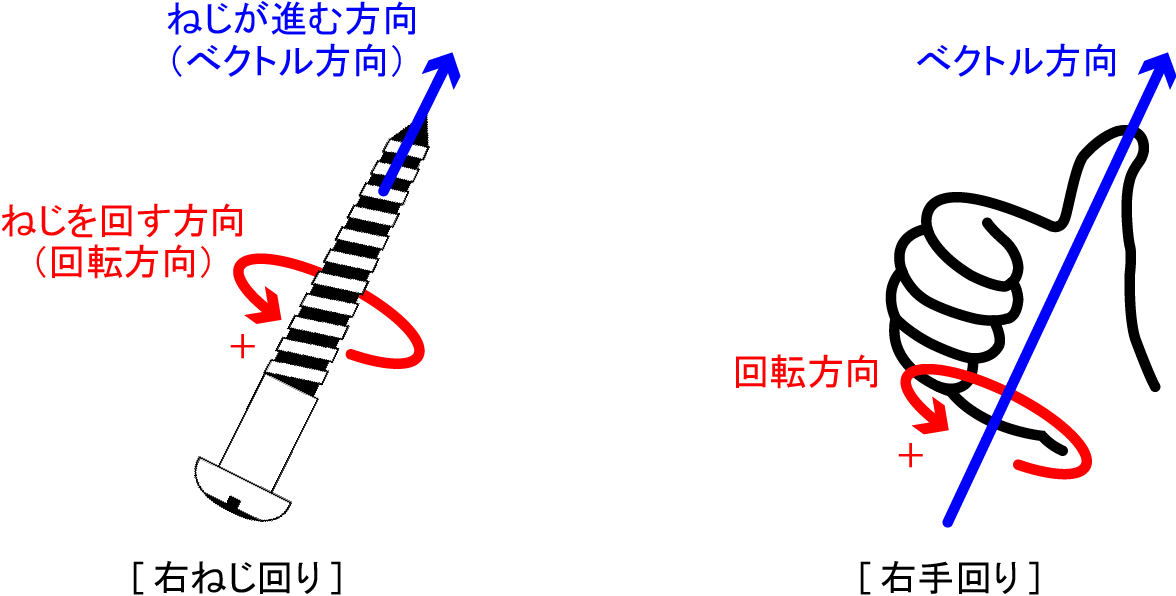 ねじが進む方向
（ベクトル方向）
ねじを回す方向
（回転方向）
+
[ 右ねじ回り ]
ベクトル方向
回転方向
+
[ 右手回り ]